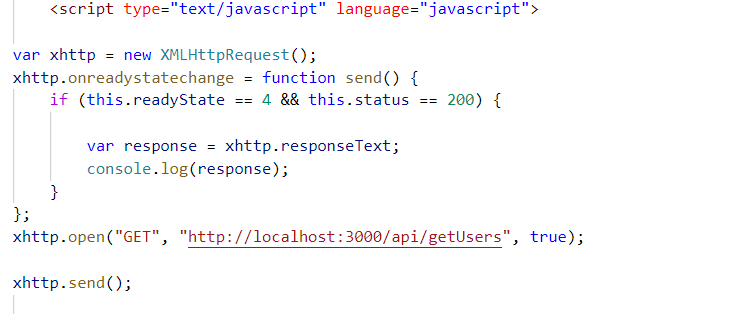 <script type="text/javascript" language="javascript">
var xhttp = new XMLHttpRequest();
xhttp.onreadystatechange = function send() {
if (this.readyState == 4 && this.status == 200) {
var response = xhttp.responseText;
console.log(response);
}
};
xhttp.open("GET", "http://localhost:3000/api/getUsers", true);
xhttp.send();